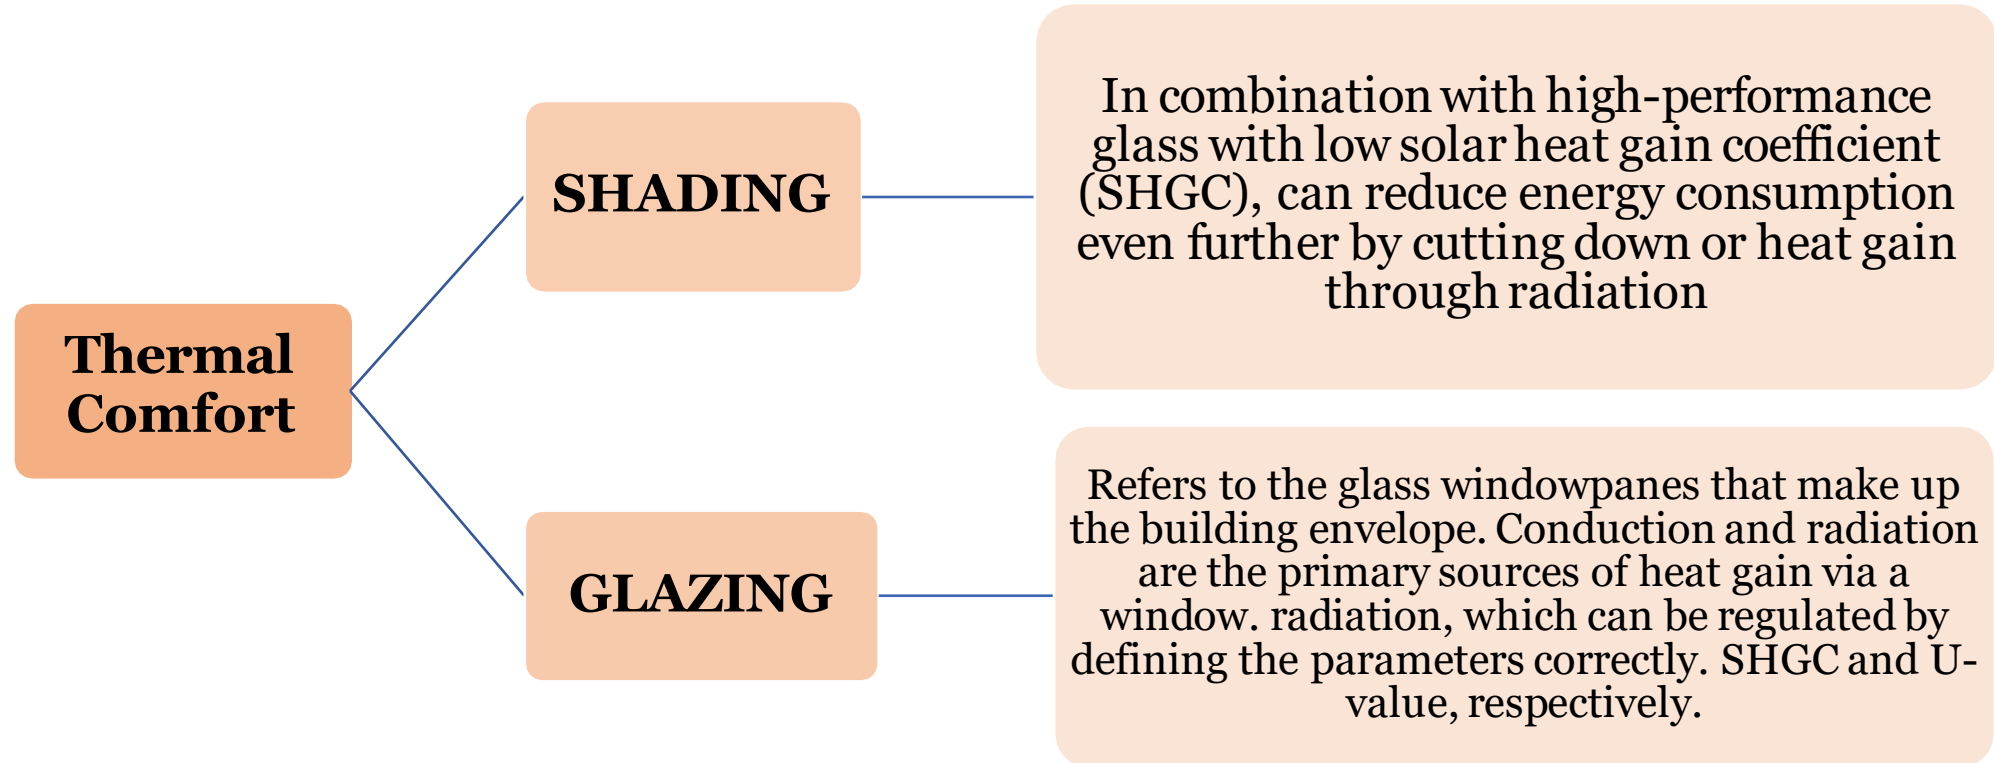 Thermal
Comfort
SHADING
In combination with high-performance
glass with low solar heat gain coefficient
(SHGC), can reduce energy consumption
even further by cutting down or heat gain
through radiation
GLAZING
Refers to the glass windowpanes that make up
the building envelope. Conduction and radiation
are the primary sources of heat gain via a
window. radiation, which can be regulated by
defining the parameters correctly. SHGC and U-
value, respectively.